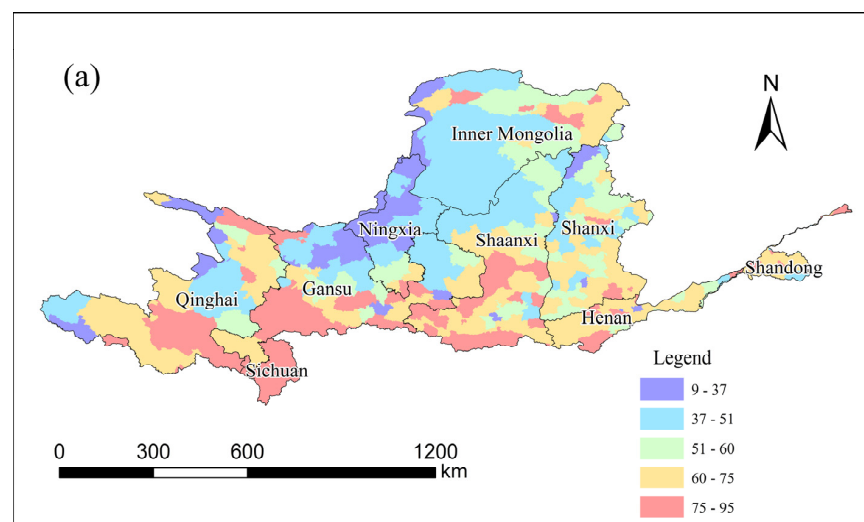 (a)
N
Inner Mongolia
Ningxia
Shaanxi
Shanxi
Shandong
Qinghai
Gansu
Henan
Sichuan
Legend
9 - 37
37 - 51
51 - 60
60 - 75
75 - 95
0 300 600 1200
km